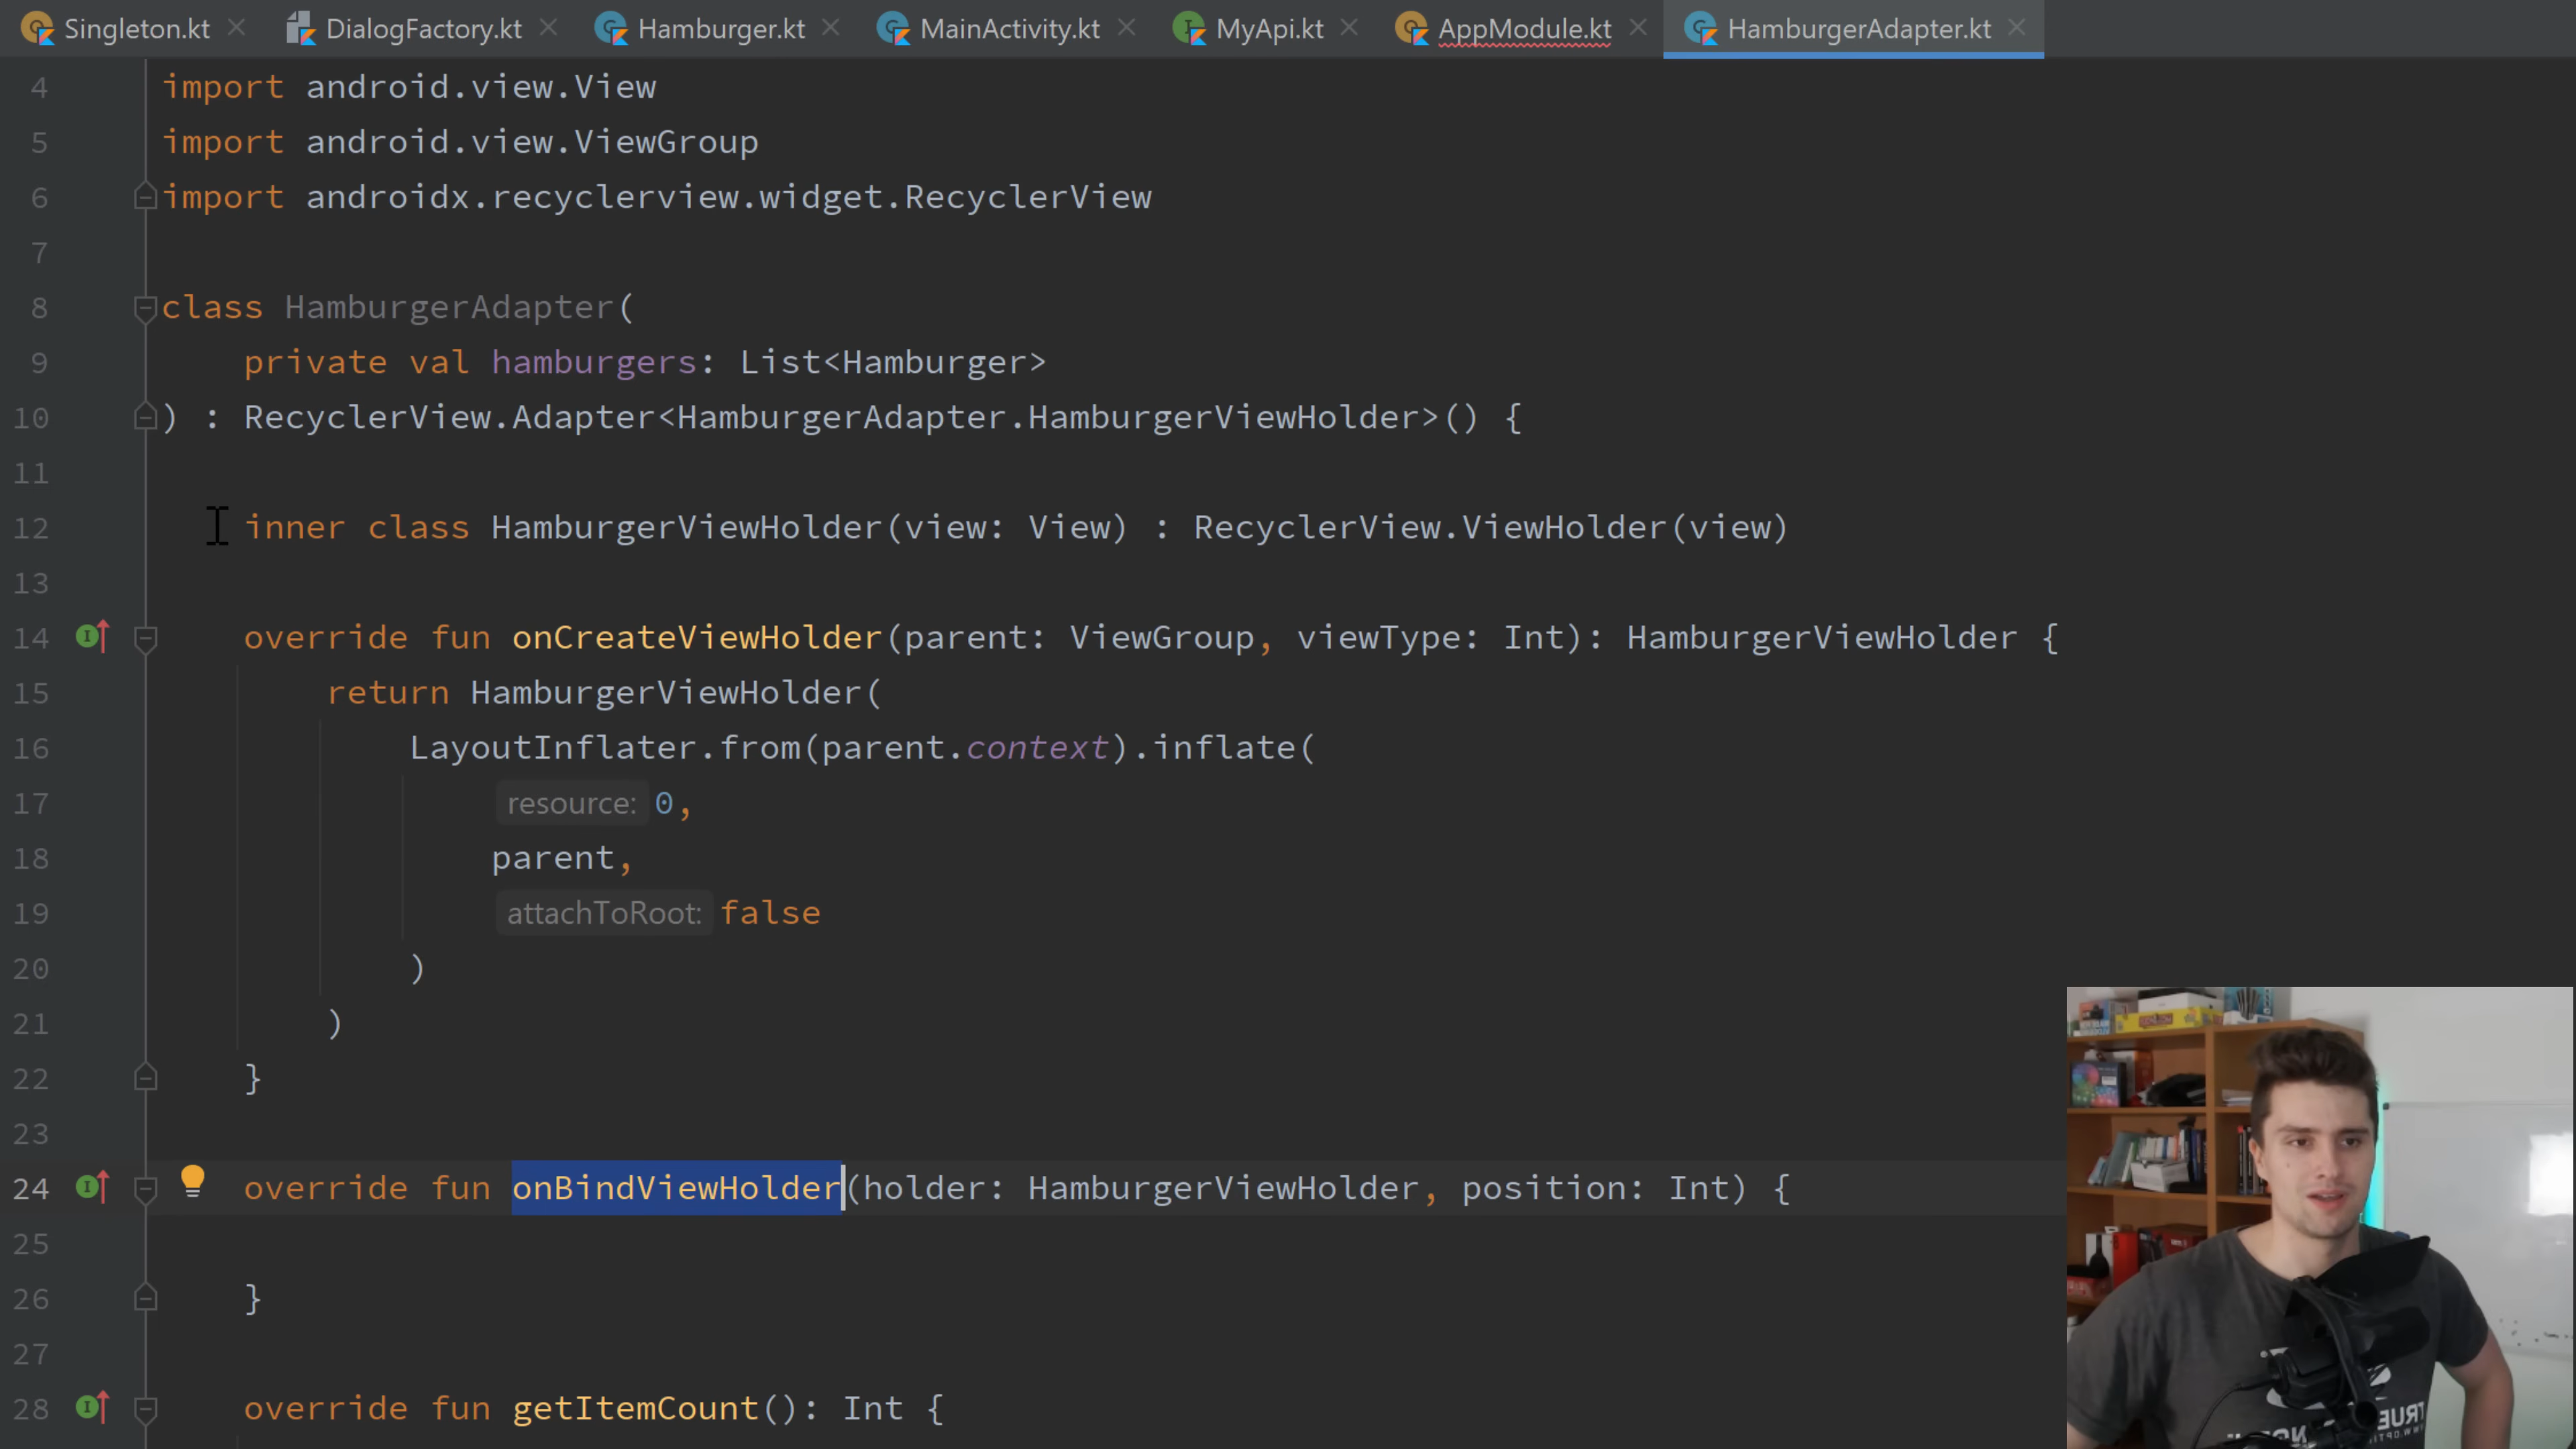 Singleton.kt DialogFactory.kt Hamburger.kt MainActivity.kt MyApi.kt AppModule.kt HamburgerAdapter.kt
4 import android.view.View
5 import android.view.ViewGroup
6 import androidx.recyclerview.widget.RecyclerView
7
8 class HamburgerAdapter(
9 private val hamburgers: List<Hamburger>
10 ) : RecyclerView.Adapter<HamburgerAdapter.HamburgerViewHolder>() {
11
12 inner class HamburgerViewHolder(view: View) : RecyclerView.ViewHolder(view)
13
14 override fun onCreateViewHolder(parent: ViewGroup, viewType: Int): HamburgerViewHolder {
15 return HamburgerViewHolder(
16 LayoutInflater.from(parent.context).inflate(
17 resource: 0,
18 parent,
19 attachToRoot: false
20 )
21 )
22 }
23
24 override fun onBindViewHolder(holder: HamburgerViewHolder, position: Int) {
25
26 }
27
28 override fun getItemCount(): Int {